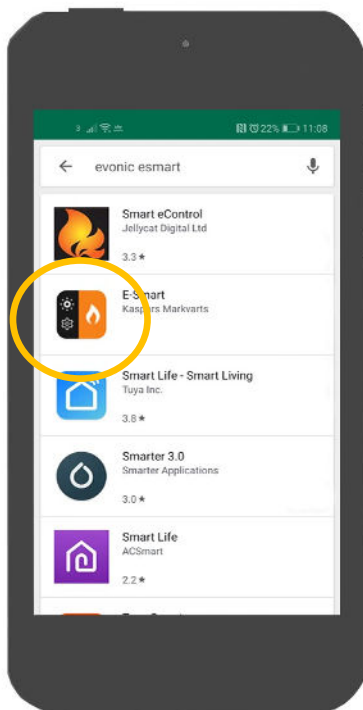 3
22%
11:08
evonic esmart
Smart eControl
Jellycat Digital Ltd
3.3 ★
E-Smart
Kaspars Markvarts
Smart Life - Smart Living
Tuya Inc.
3.8 ★
Smarter 3.0
Smarter Applications
3.0 ★
Smart Life
ACSmart
2.2 ★